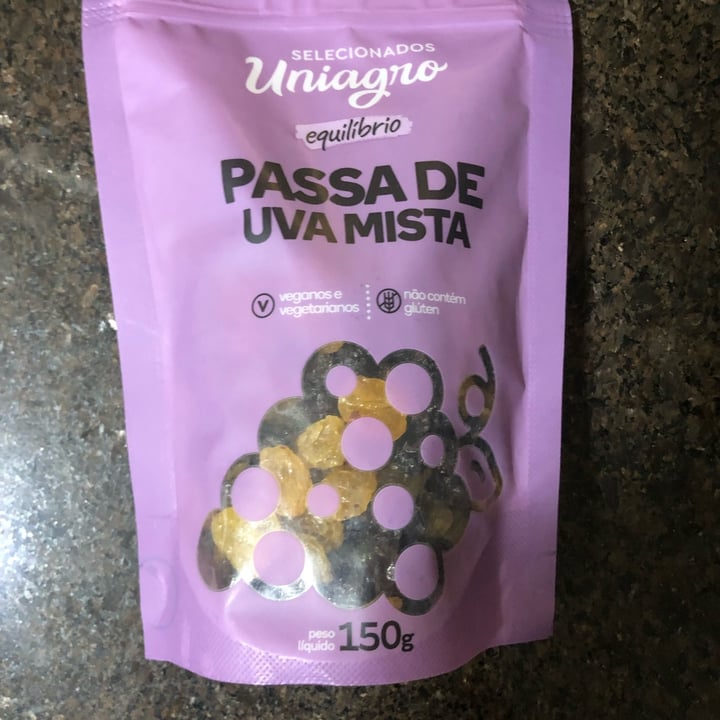 SELECIONADOS
Uniagro
equilíbrio
PASSA DE
UVA MISTA
V
veganos e
vegetarianos
não contém
glúten
peso
líquido 150g